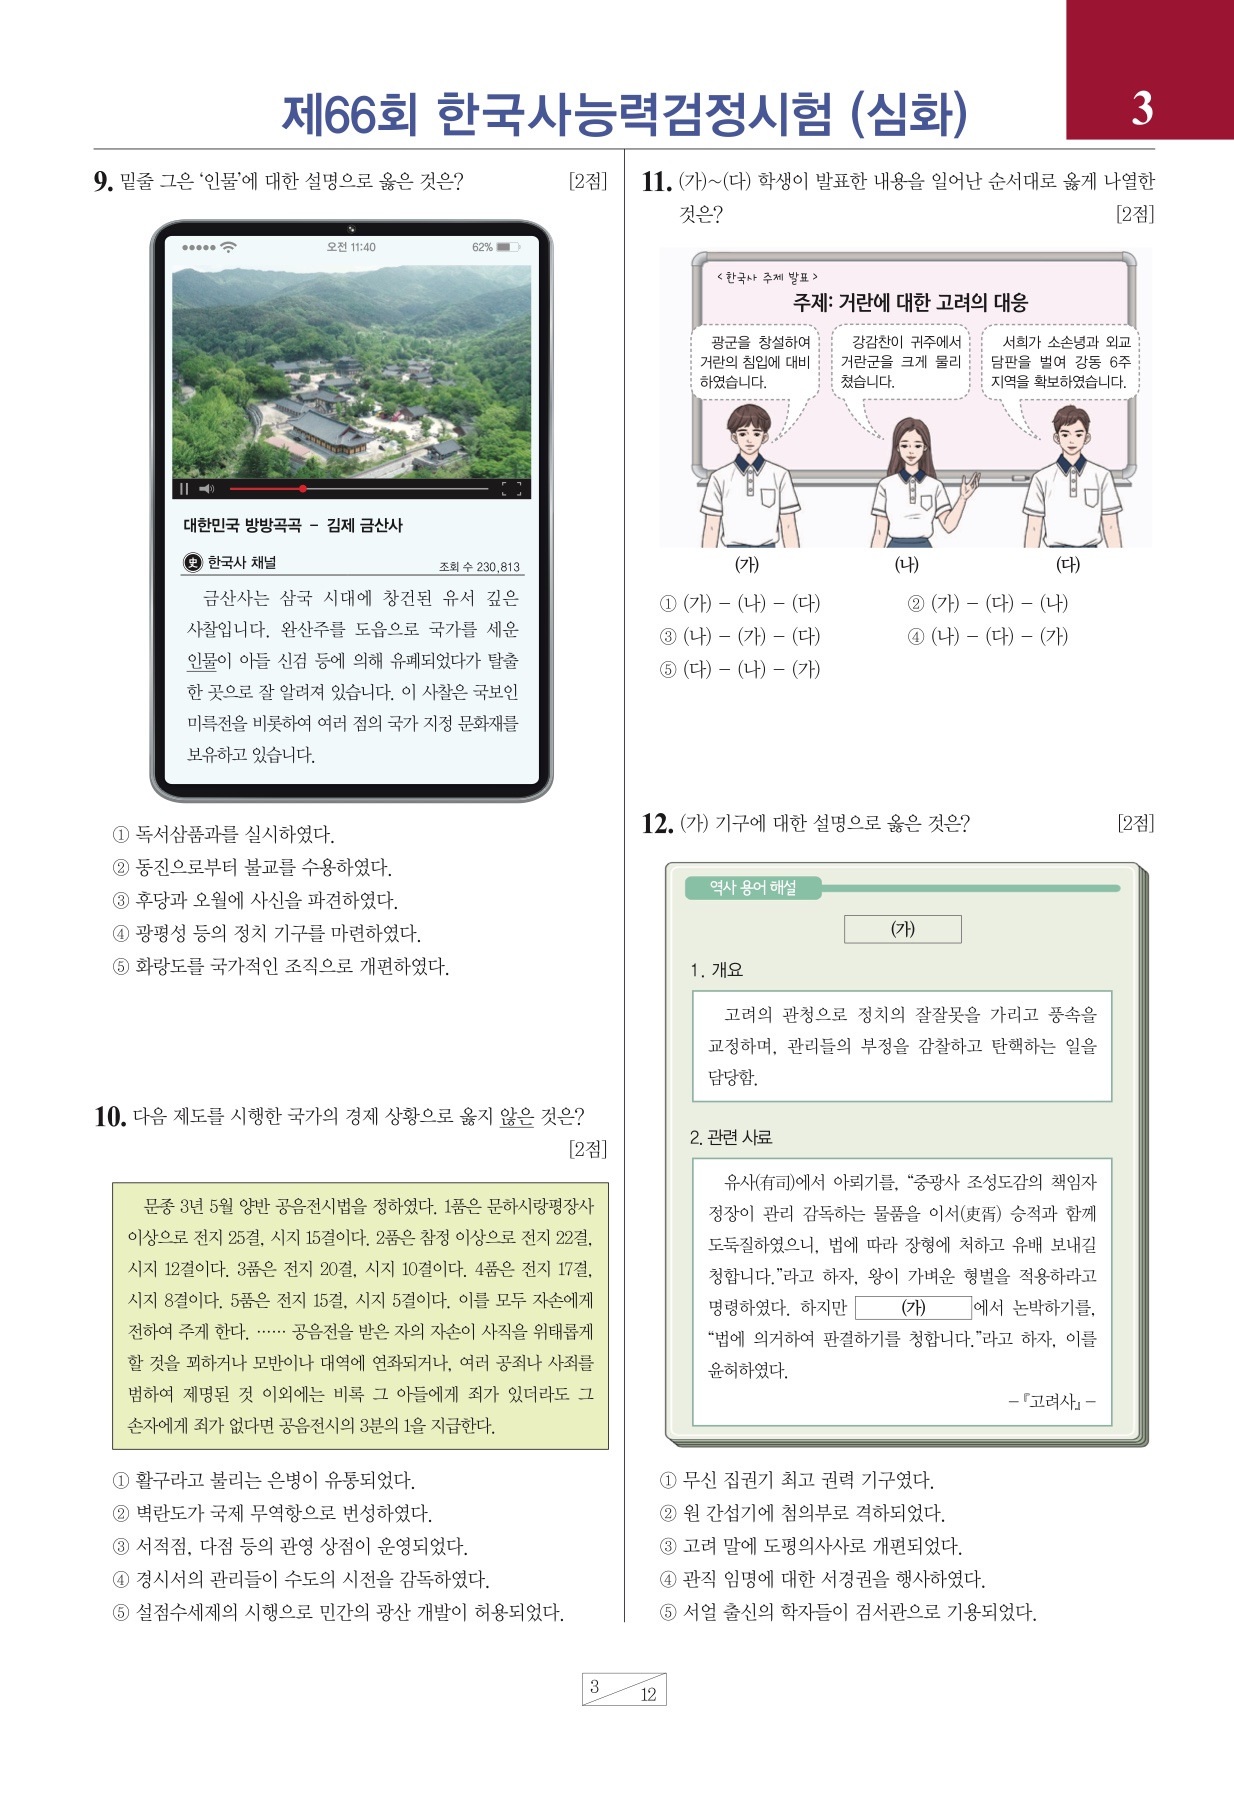 제66회 한국사능력검정시험 (심화)
3
9. 밑줄 그은 ‘인물’에 대한 설명으로 옳은 것은? [2점]
오전 11:40
62%
대한민국 방방곡곡 – 김제 금산사
史 한국사 채널
조회 수 230,813
금산사는 삼국 시대에 창건된 유서 깊은
사찰입니다. 완산주를 도읍으로 국가를 세운
인물이 아들 신검 등에 의해 유폐되었다가 탈출
한 곳으로 잘 알려져 있습니다. 이 사찰은 국보인
미륵전을 비롯하여 여러 점의 국가 지정 문화재를
보유하고 있습니다.
① 독서삼품과를 실시하였다.
② 동진으로부터 불교를 수용하였다.
③ 후당과 오월에 사신을 파견하였다.
④ 광평성 등의 정치 기구를 마련하였다.
⑤ 화랑도를 국가적인 조직으로 개편하였다.
10. 다음 제도를 시행한 국가의 경제 상황으로 옳지 않은 것은?
[2점]
문종 3년 5월 양반 공음전시법을 정하였다. 1품은 문하시랑평장사
이상으로 전지 25결, 시지 15결이다. 2품은 참정 이상으로 전지 22결,
시지 12결이다. 3품은 전지 20결, 시지 10결이다. 4품은 전지 17결,
시지 8결이다. 5품은 전지 15결, 시지 5결이다. 이를 모두 자손에게
전하여 주게 한다. …… 공음전을 받은 자의 자손이 사직을 위태롭게
할 것을 꾀하거나 모반이나 대역에 연좌되거나, 여러 공죄나 사죄를
범하여 제명된 것 이외에는 비록 그 아들에게 죄가 있더라도 그
손자에게 죄가 없다면 공음전시의 3분의 1을 지급한다.
① 활구라고 불리는 은병이 유통되었다.
② 벽란도가 국제 무역항으로 번성하였다.
③ 서적점, 다점 등의 관영 상점이 운영되었다.
④ 경시서의 관리들이 수도의 시전을 감독하였다.
⑤ 설점수세제의 시행으로 민간의 광산 개발이 허용되었다.
11. (가)~(다) 학생이 발표한 내용을 일어난 순서대로 옳게 나열한
것은? [2점]
<한국사 주제 발표>
주제: 거란에 대한 고려의 대응
광군을 창설하여
거란의 침입에 대비
하였습니다.
강감찬이 귀주에서
거란군을 크게 물리
쳤습니다.
서희가 소손녕과 외교
담판을 벌여 강동 6주
지역을 확보하였습니다.
(가) (나) (다)
① (가) – (나) – (다) ② (가) – (다) – (나)
③ (나) – (가) – (다) ④ (나) – (다) – (가)
⑤ (다) – (나) – (가)
12. (가) 기구에 대한 설명으로 옳은 것은? [2점]
역사 용어 해설
(가)
1. 개요
고려의 관청으로 정치의 잘잘못을 가리고 풍속을
교정하며, 관리들의 부정을 감찰하고 탄핵하는 일을
담당함.
2. 관련 사료
유사(有司)에서 아뢰기를, “중광사 조성도감의 책임자
정장이 관리 감독하는 물품을 이서(吏胥) 승적과 함께
도둑질하였으니, 법에 따라 장형에 처하고 유배 보내길
청합니다.”라고 하자, 왕이 가벼운 형벌을 적용하라고
명령하였다. 하지만 (가) 에서 논박하기를,
“법에 의거하여 판결하기를 청합니다.”라고 하자, 이를
윤허하였다.
– 『고려사』 –
① 무신 집권기 최고 권력 기구였다.
② 원 간섭기에 첨의부로 격하되었다.
③ 고려 말에 도평의사사로 개편되었다.
④ 관직 임명에 대한 서경권을 행사하였다.
⑤ 서얼 출신의 학자들이 검서관으로 기용되었다.
3 12